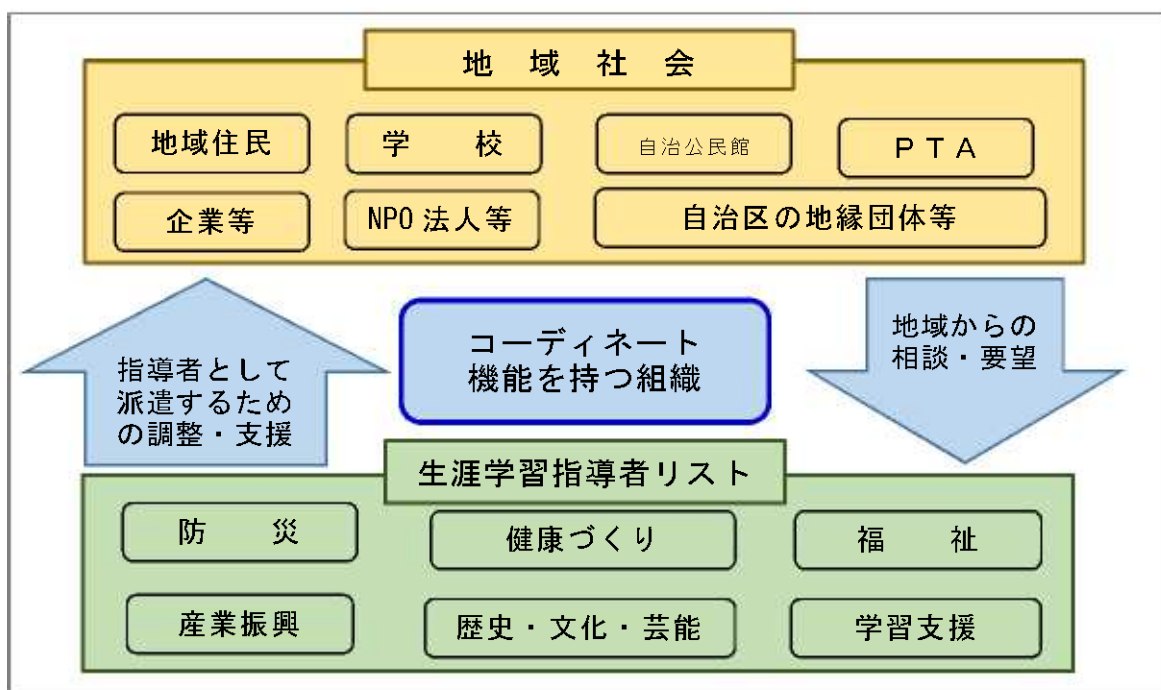 地域社会
地域住民
学校
自治公民館
PTA
企業等
NPO法人等
自治区の地縁団体等
指導者として
派遣するため
の調整・支援
コーディネート
機能を持つ組織
地域からの
相談・要望
生涯学習指導者リスト
防災
健康づくり
福祉
産業振興
歴史・文化・芸能
学習支援